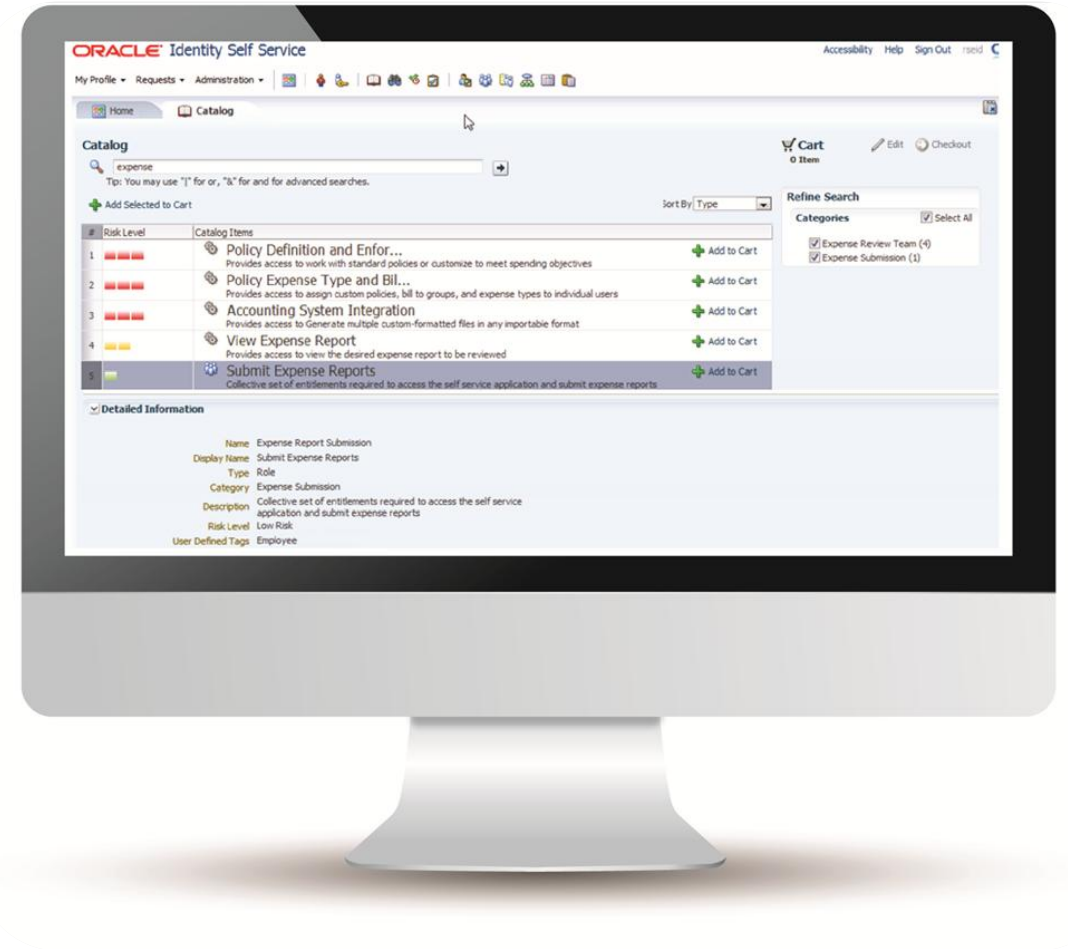 ORACLE Identity Self Service
Accessibility Help Sign Out rseid
My Profile Requests Administration
Home Catalog
Catalog
expense
Tip: You may use "|" for or, "&" for and for advanced searches.
Add Selected to Cart
Sort By Type
Cart
0 Item
Edit Checkout
Refine Search
Categories Select All
Expense Review Team (4)
Expense Submission (1)
# Risk Level Catalog Items
1 Policy Definition and Enfor... Add to Cart
Provides access to work with standard policies or customize to meet spending objectives
2 Policy Expense Type and Bil... Add to Cart
Provides access to assign custom policies, bill to groups, and expense types to individual users
3 Accounting System Integration Add to Cart
Provides access to Generate multiple custom-formatted files in any importable format
4 View Expense Report Add to Cart
Provides access to view the desired expense report to be reviewed
5 Submit Expense Reports Add to Cart
Collective set of entitlements required to access the self service application and submit expense reports
Detailed Information
Name Expense Report Submission
Display Name Submit Expense Reports
Type Role
Category Expense Submission
Description Collective set of entitlements required to access the self service
application and submit expense reports
Risk Level Low Risk
User Defined Tags Employee